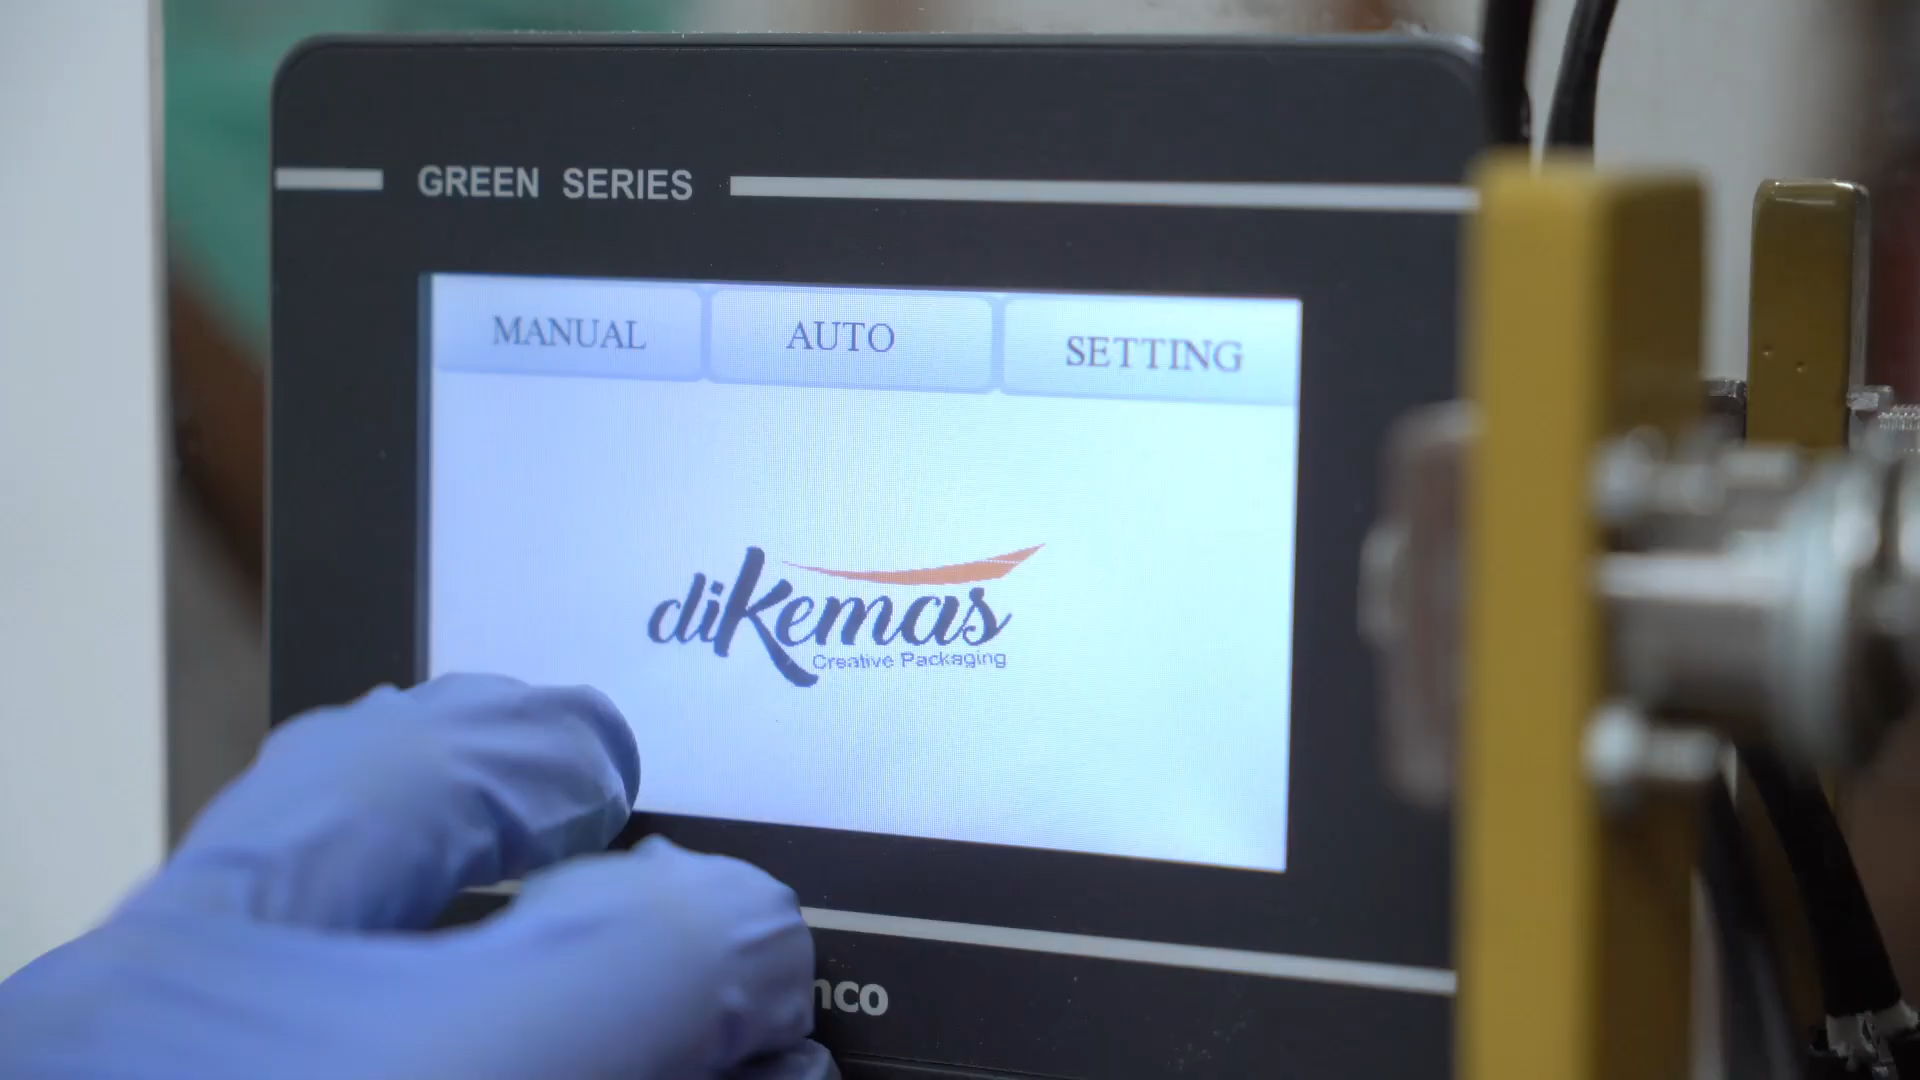 GREEN SERIES
MANUAL
AUTO
SETTING
diKemas
Creative Packaging